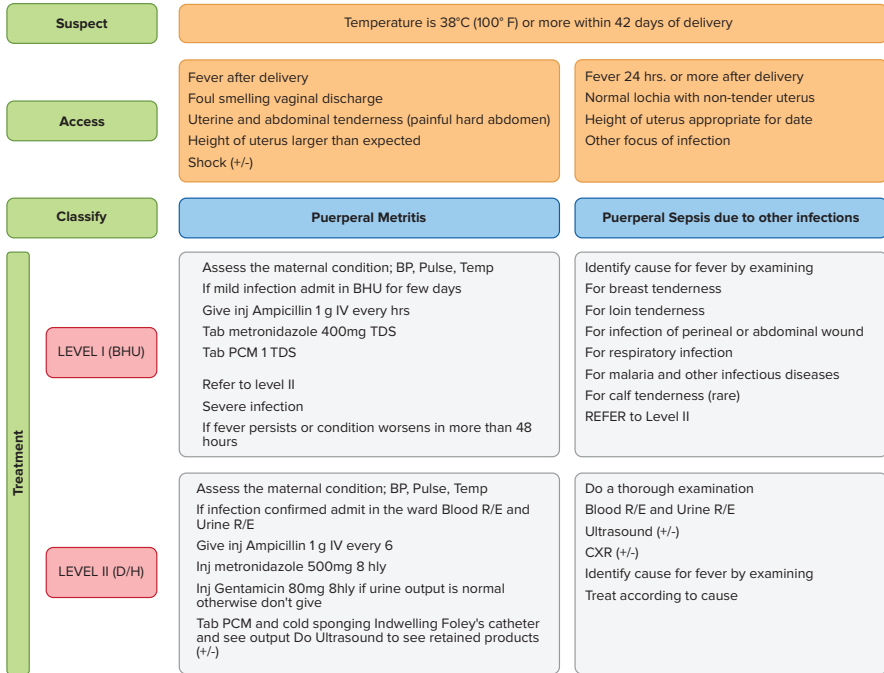 Suspect
Temperature is 38°C (100° F) or more within 42 days of delivery
Access
Fever after delivery
Foul smelling vaginal discharge
Uterine and abdominal tenderness (painful hard abdomen)
Height of uterus larger than expected
Shock (+/-)
Fever 24 hrs. or more after delivery
Normal lochia with non-tender uterus
Height of uterus appropriate for date
Other focus of infection
Classify
Puerperal Metritis
Puerperal Sepsis due to other infections
Treatment
LEVEL I (BHU)
Assess the maternal condition; BP, Pulse, Temp
If mild infection admit in BHU for few days
Give inj Ampicillin 1 g IV every hrs
Tab metronidazole 400mg TDS
Tab PCM 1 TDS
Refer to level II
Severe infection
If fever persists or condition worsens in more than 48
hours
Identify cause for fever by examining
For breast tenderness
For loin tenderness
For infection of perineal or abdominal wound
For respiratory infection
For malaria and other infectious diseases
For calf tenderness (rare)
REFER to Level II
LEVEL II (D/H)
Assess the maternal condition; BP, Pulse, Temp
If infection confirmed admit in the ward Blood R/E and
Urine R/E
Give inj Ampicillin 1 g IV every 6
Inj metronidazole 500mg 8 hly
Inj Gentamicin 80mg 8hly if urine output is normal
otherwise don't give
Tab PCM and cold sponging Indwelling Foley's catheter
and see output Do Ultrasound to see retained products
(+/-)
Do a thorough examination
Blood R/E and Urine R/E
Ultrasound (+/-)
CXR (+/-)
Identify cause for fever by examining
Treat according to cause